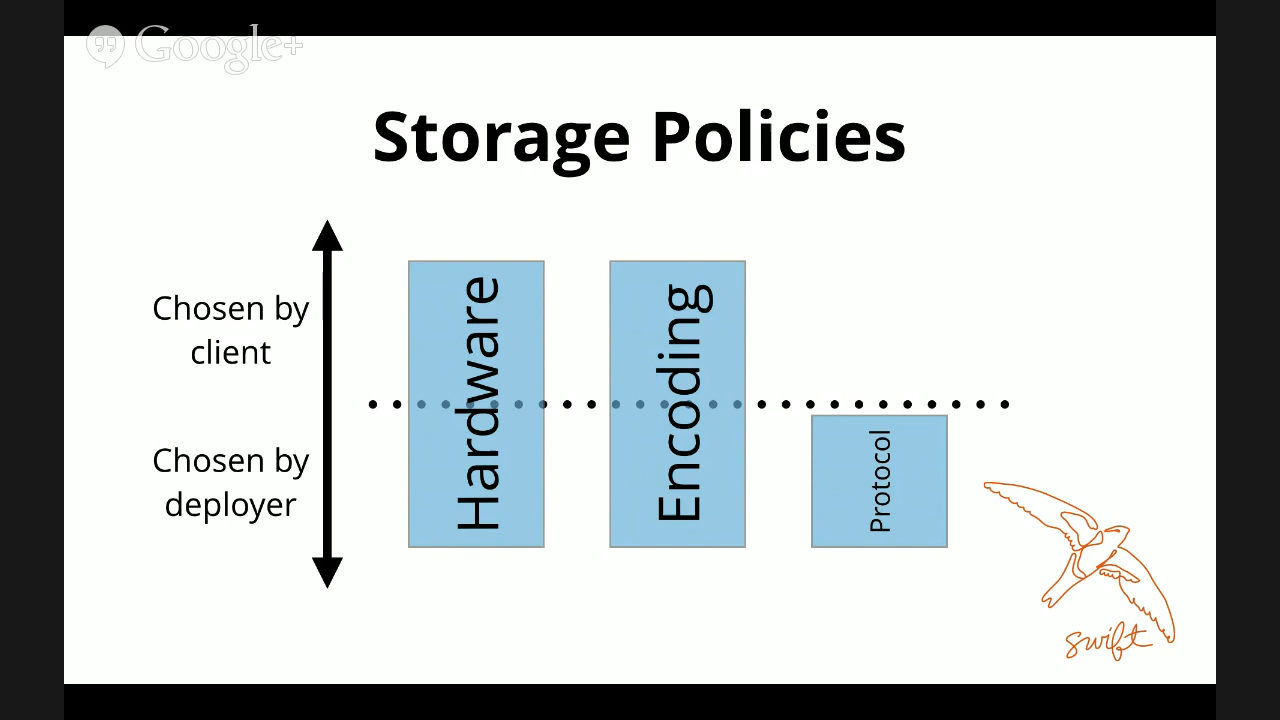 Google+
Storage Policies
Chosen by
client
Chosen by
deployer
Hardware
Encoding
Protocol
swift